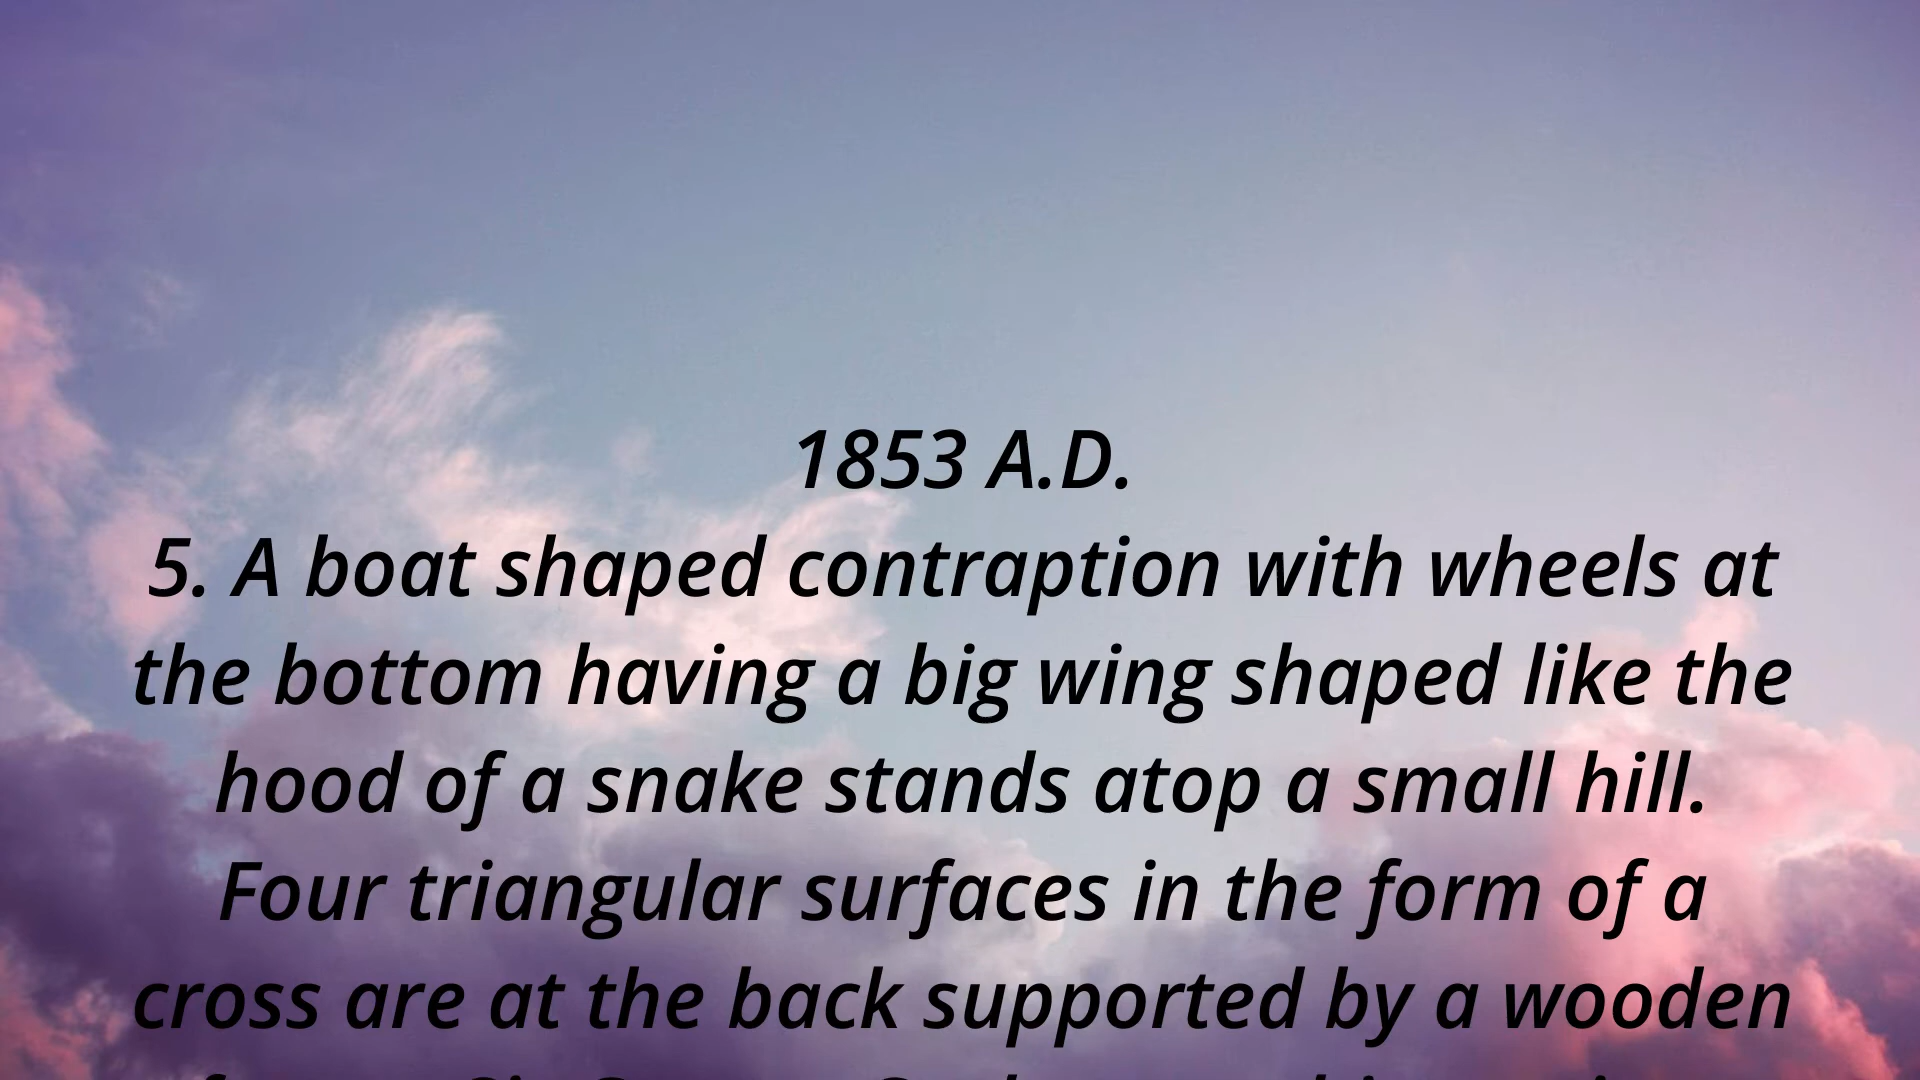 1853 A.D.
5. A boat shaped contraption with wheels at
the bottom having a big wing shaped like the
hood of a snake stands atop a small hill.
Four triangular surfaces in the form of a
cross are at the back supported by a wooden